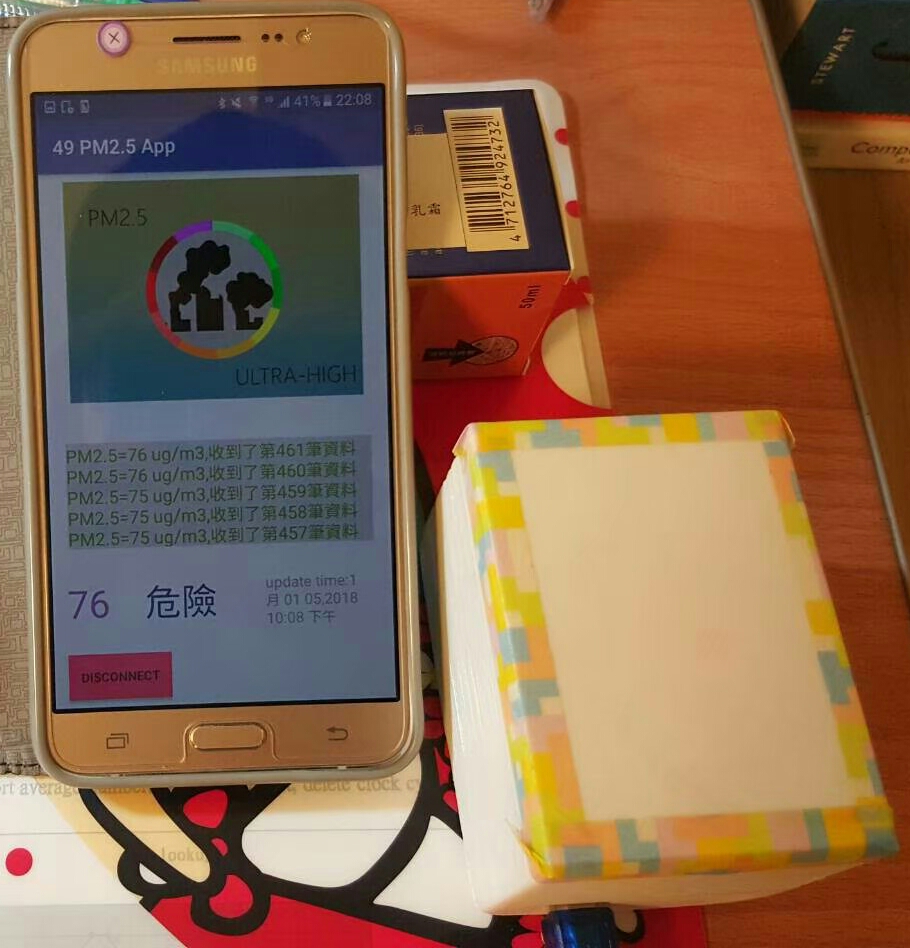 SAMSUNG
41% 22:08
49 PM2.5 App
PM2.5
ULTRA-HIGH
PM2.5=76 ug/m3,收到了第461筆資料
PM2.5=76 ug/m3,收到了第460筆資料
PM2.5=75 ug/m3,收到了第459筆資料
PM2.5=75 ug/m3,收到了第458筆資料
PM2.5=75 ug/m3,收到了第457筆資料
76 危險
update time:1
月 01 05,2018
10:08 下午
DISCONNECT
4 712764 924732
乳霜
50ml
STEWART
delete clock
looku